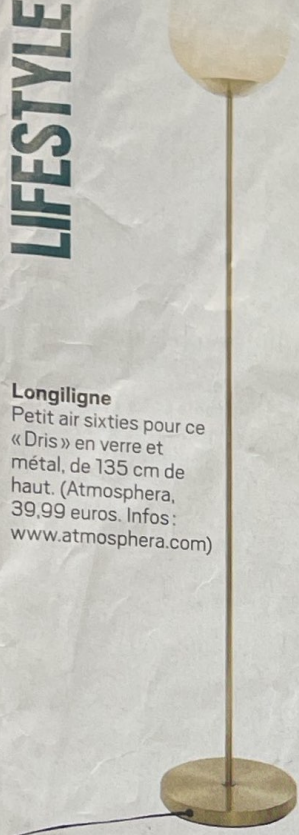 LIFESTYLE
Longiligne
Petit air sixties pour ce
« Dris » en verre et
métal, de 135 cm de
haut. (Atmosphera,
39,99 euros. Infos :
www.atmosphera.com)